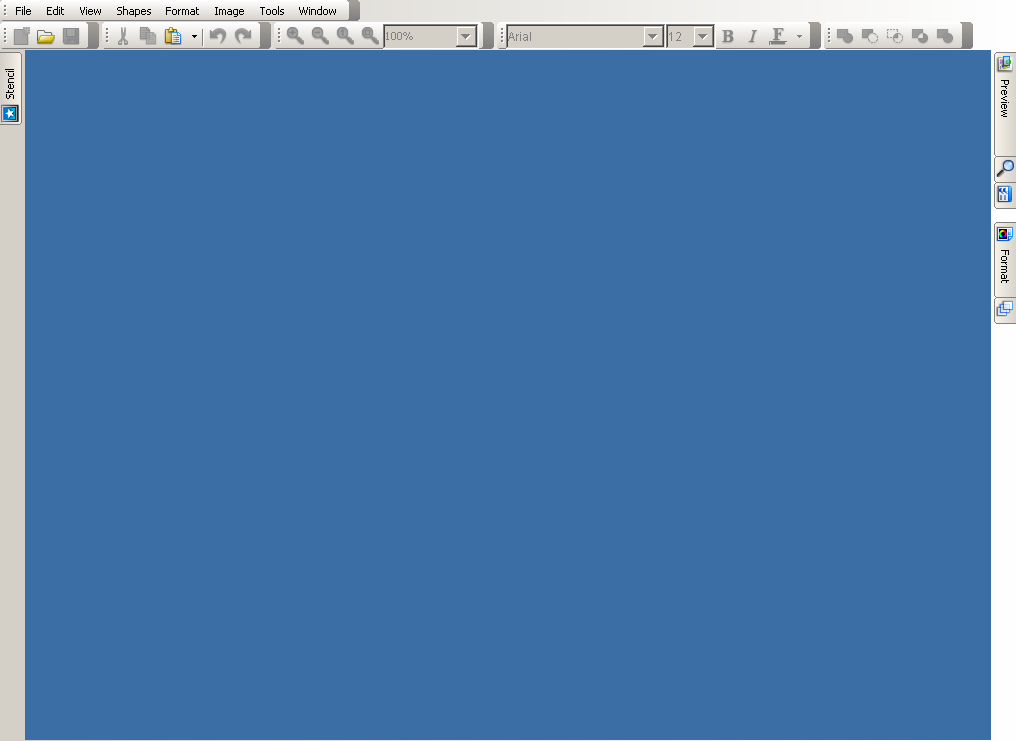 File Edit View Shapes Format Image Tools Window
100% Arial 12 B I F
Stencil
Preview
Format